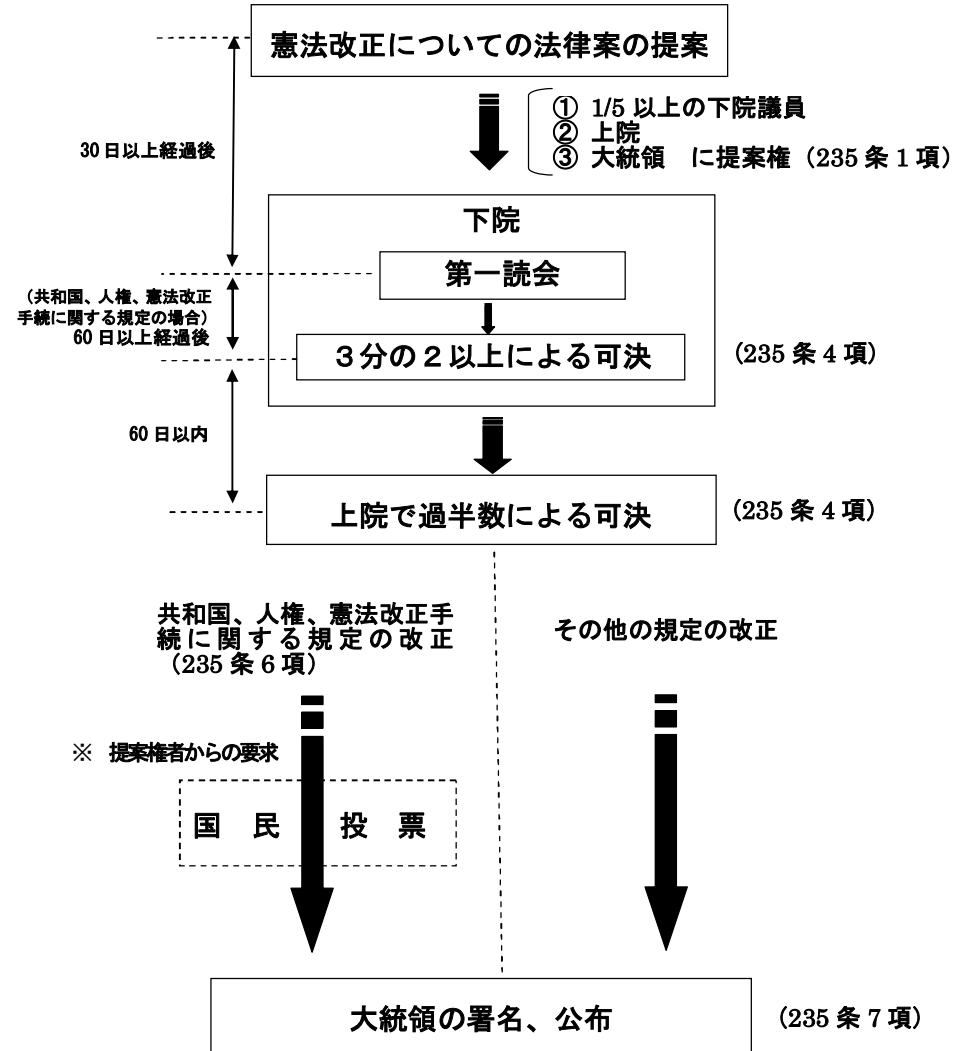 憲法改正についての法律案の提案
① 1/5 以上の下院議員
② 上院
③ 大統領 に提案権（235 条 1 項）
30 日以上経過後
下院
第一読会
（共和国、人権、憲法改正
手続に関する規定の場合）
60 日以上経過後
３分の２以上による可決
（235 条 4 項）
60 日以内
上院で過半数による可決
（235 条 4 項）
共和国、人権、憲法改正手
続に関する規定の改正
（235 条 6 項）
その他の規定の改正
※ 提案権者からの要求
国 民 投 票
大統領の署名、公布
（235 条 7 項）